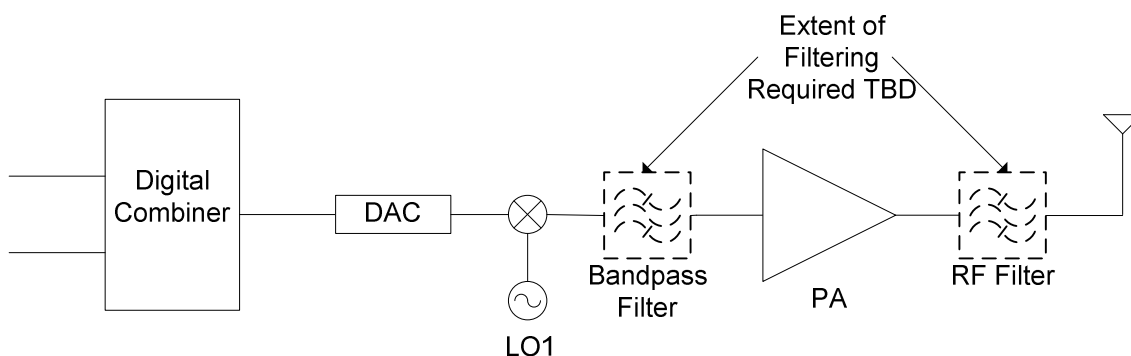 Extent of
Filtering
Required TBD
Digital
Combiner
DAC
LO1
Bandpass
Filter
PA
RF Filter